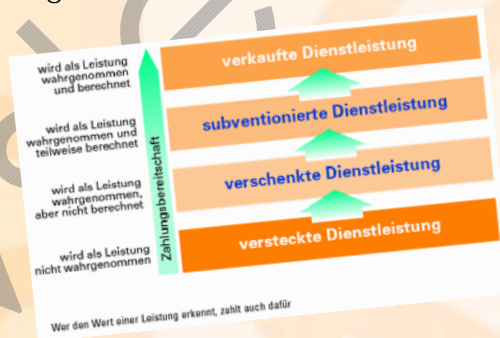 wird als Leistung
wahrgenommen
und berechnet
verkaufte Dienstleistung
wird als Leistung
wahrgenommen und
teilweise berechnet
subventionierte Dienstleistung
wird als Leistung
wahrgenommen,
aber nicht berechnet
verschenkte Dienstleistung
wird als Leistung
nicht wahrgenommen
versteckte Dienstleistung
Zahlungsbereitschaft
Wer den Wert einer Leistung erkennt, zahlt auch dafür